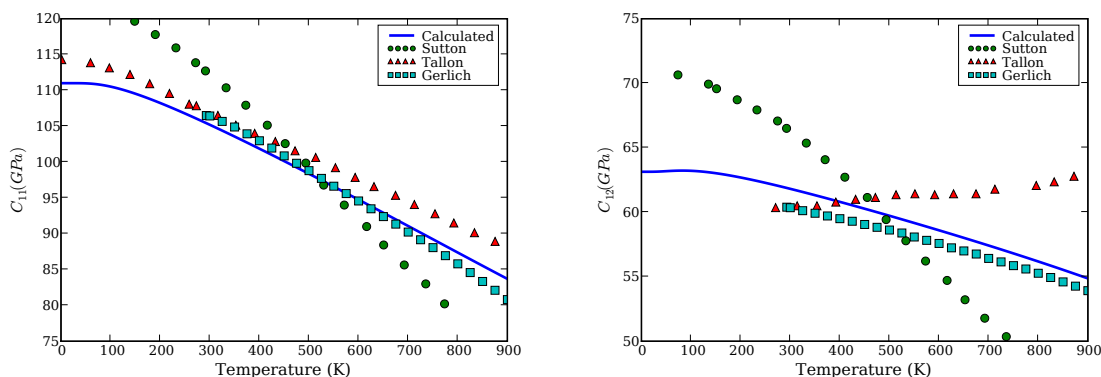 120
115
110
105
100
95
90
85
80
75
C11(GPa)
0 100 200 300 400 500 600 700 800 900
Temperature (K)
Calculated
Sutton
Tallon
Gerlich
75
70
65
60
55
50
C12(GPa)
0 100 200 300 400 500 600 700 800 900
Temperature (K)
Calculated
Sutton
Tallon
Gerlich